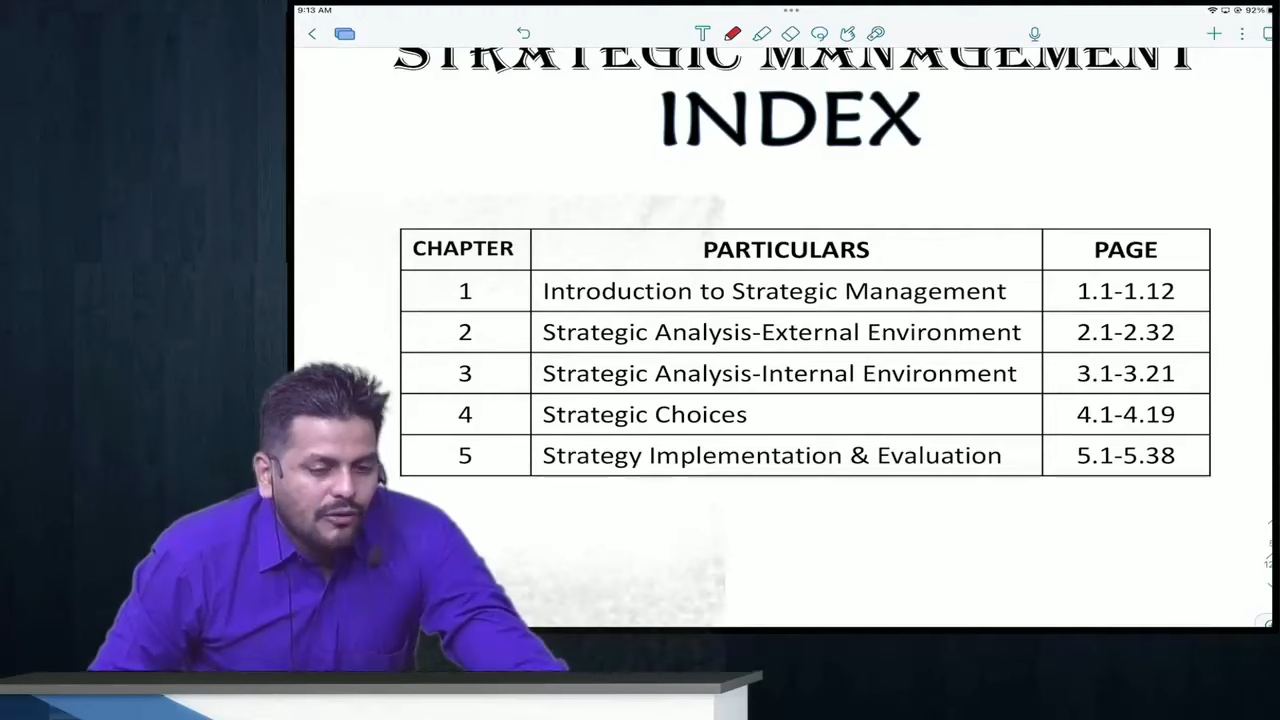 9:13 AM
92%
STRATEGIC MANAGEMENT
INDEX
CHAPTER PARTICULARS PAGE
1 Introduction to Strategic Management 1.1-1.12
2 Strategic Analysis-External Environment 2.1-2.32
3 Strategic Analysis-Internal Environment 3.1-3.21
4 Strategic Choices 4.1-4.19
5 Strategy Implementation & Evaluation 5.1-5.38